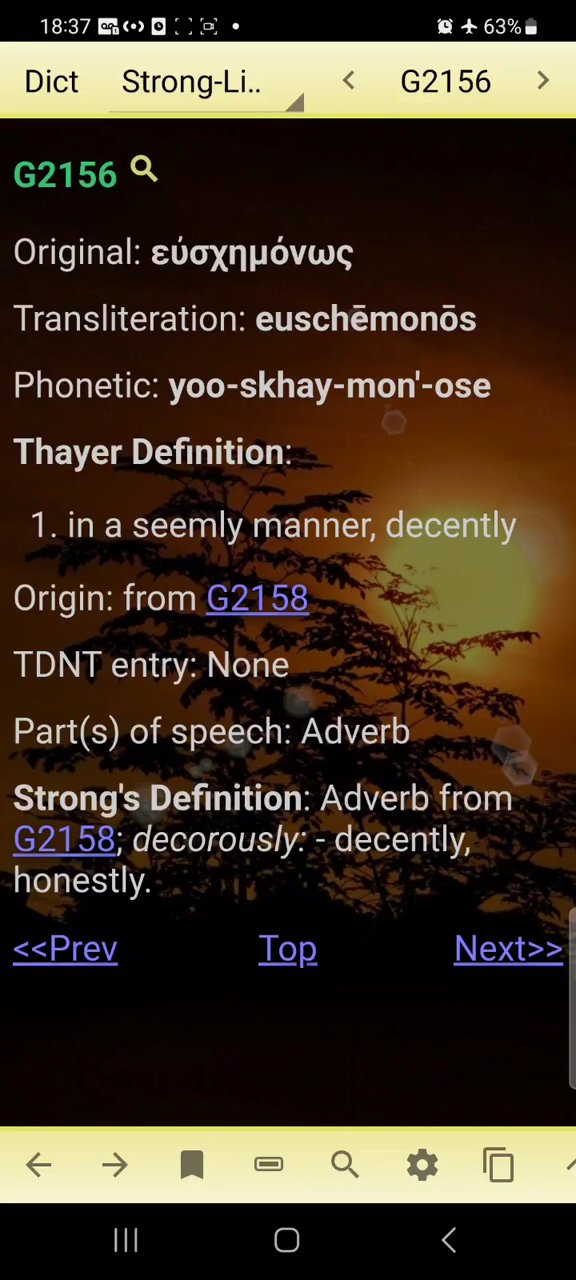 18:37 63%
Dict Strong-Li.. < G2156 >
G2156
Original: εὐσχημόνως
Transliteration: euschēmonōs
Phonetic: yoo-skhay-mon'-ose
Thayer Definition:
1. in a seemly manner, decently
Origin: from G2158
TDNT entry: None
Part(s) of speech: Adverb
Strong's Definition: Adverb from
G2158; decorously: - decently,
honestly.
<<Prev Top Next>>